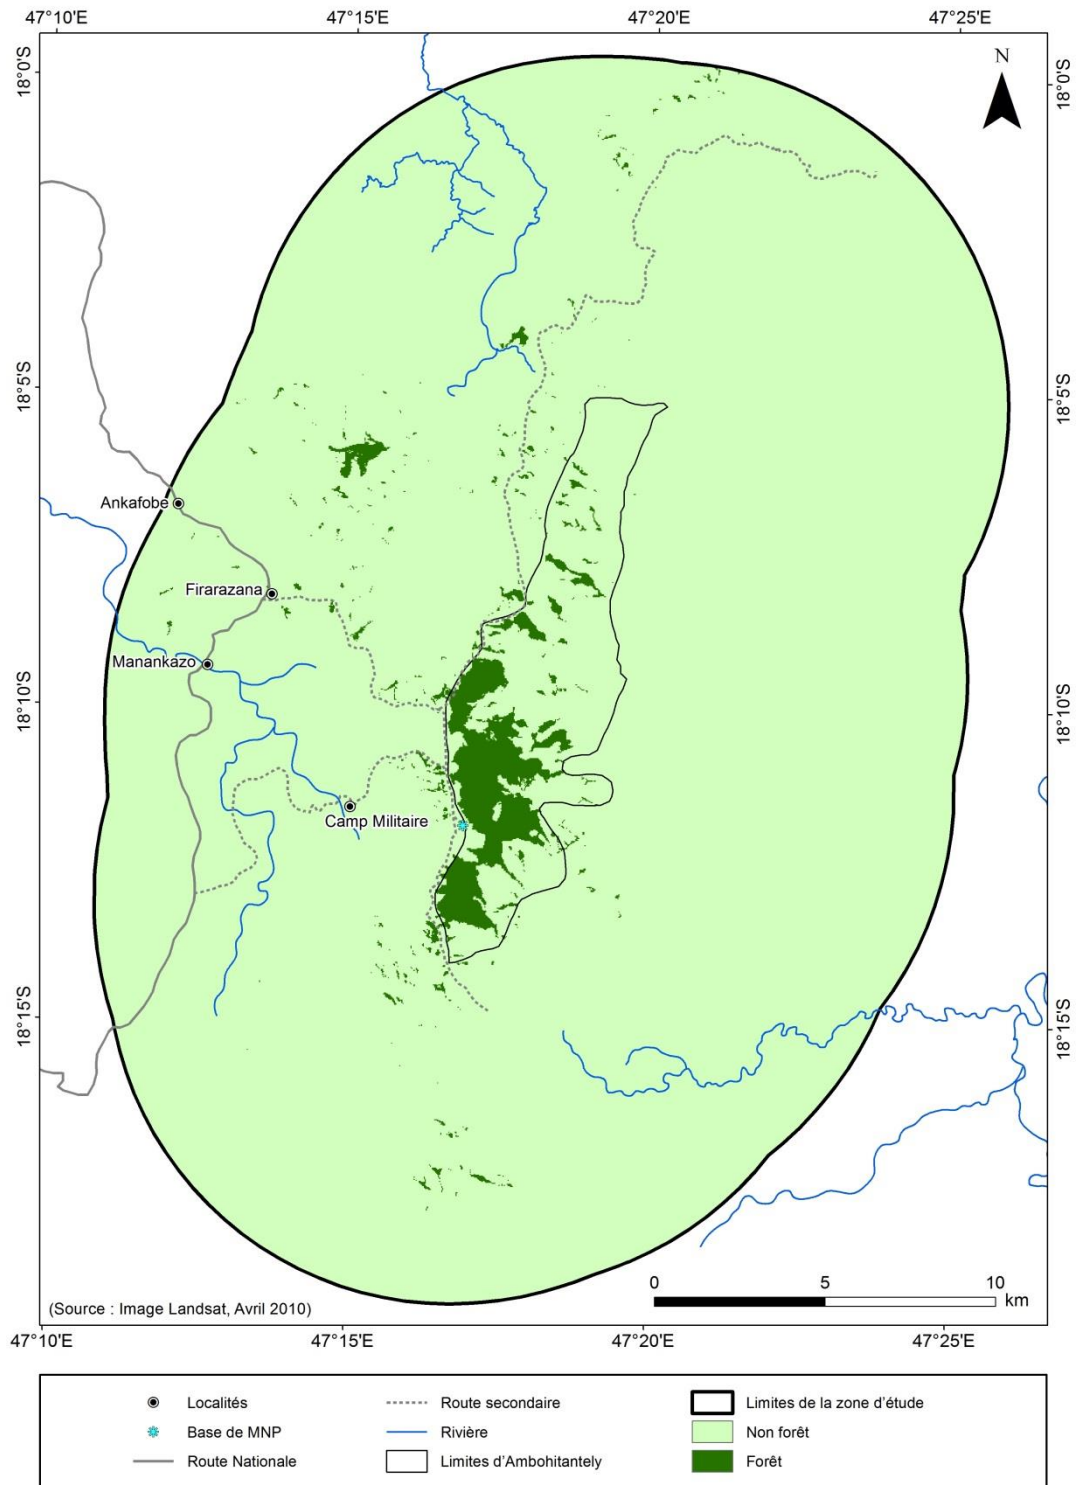 47°10'E 47°15'E 47°20'E 47°25'E
N
18°0'S 18°0'S
18°5'S 18°5'S
Ankafobe
Firarazana
Manankazo
18°10'S 18°10'S
Camp Militaire
18°15'S 18°15'S
0 5 10
km
(Source : Image Landsat, Avril 2010)
47°10'E 47°15'E 47°20'E 47°25'E
Localités Route secondaire Limites de la zone d'étude
Base de MNP Rivière Non forêt
Route Nationale Limites d'Ambohitantely Forêt